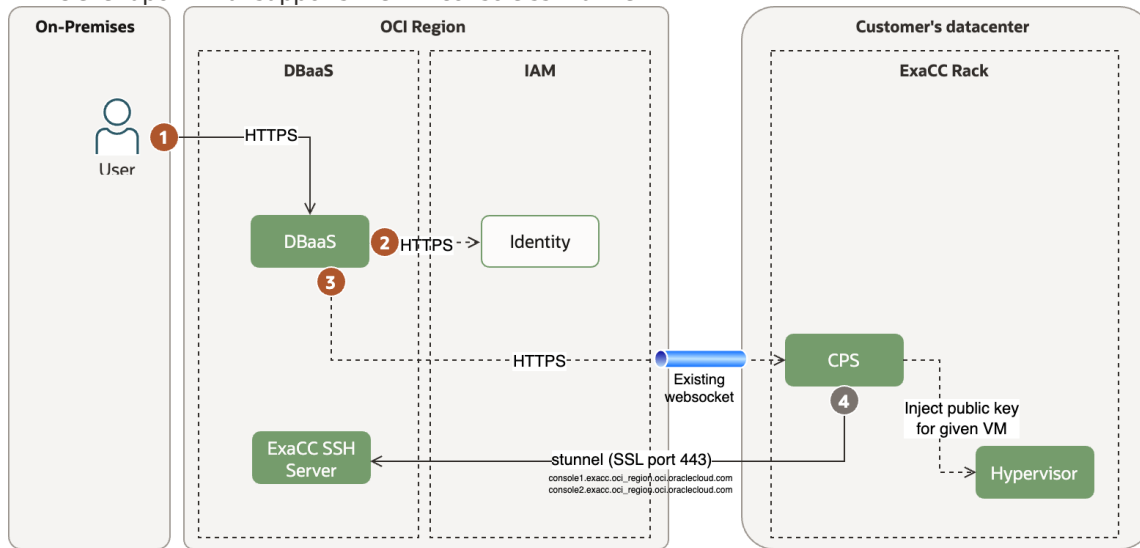 On-Premises
OCI Region
Customer's datacenter
DBaaS
IAM
ExaCC Rack
1
HTTPS
User
DBaaS
2
HTTPS
Identity
3
HTTPS
Existing
websocket
CPS
4
Inject public key
for given VM
ExaCC SSH
Server
stunnel (SSL port 443)
console1.exacc.oci_region.oci.oraclecloud.com
console2.exacc.oci_region.oci.oraclecloud.com
Hypervisor